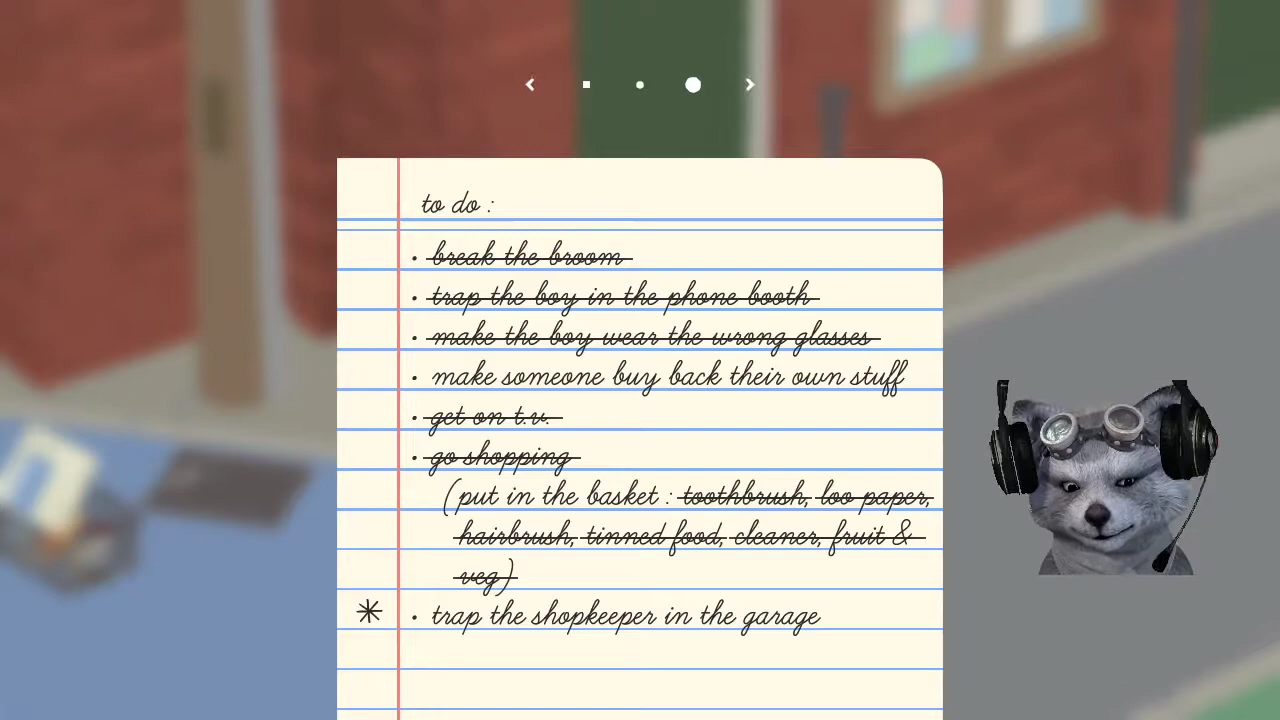 to do :
• break the broom
• trap the boy in the phone booth
• make the boy wear the wrong glasses
• make someone buy back their own stuff
• get on t.v.
• go shopping
(put in the basket : toothbrush, loo paper,
hairbrush, tinned food, cleaner, fruit &
veg)
• trap the shopkeeper in the garage